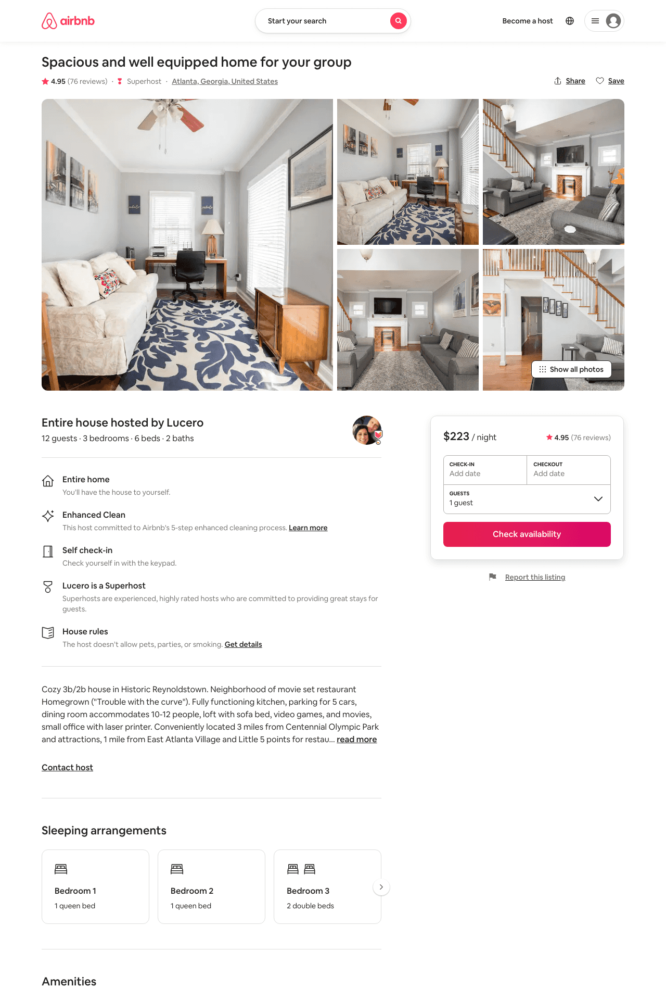 airbnb
Start your search
Become a host
Spacious and well equipped home for your group
4.95 (76 reviews) · Superhost · Atlanta, Georgia, United States
Share
Save
Show all photos
Entire house hosted by Lucero
12 guests · 3 bedrooms · 6 beds · 2 baths
Entire home
You’ll have the house to yourself.
Enhanced Clean
This host committed to Airbnb's 5-step enhanced cleaning process. Learn more
Self check-in
Check yourself in with the keypad.
Lucero is a Superhost
Superhosts are experienced, highly rated hosts who are committed to providing great stays for
guests.
House rules
The host doesn’t allow pets, parties, or smoking. Get details
Cozy 3b/2b house in Historic Reynoldstown. Neighborhood of movie set restaurant
Homegrown ("Trouble with the curve"). Fully functioning kitchen, parking for 5 cars,
dining room accommodates 10-12 people, loft with sofa bed, video games, and movies,
small office with laser printer. Conveniently located 3 miles from Centennial Olympic Park
and attractions, 1 mile from East Atlanta Village and Little 5 points for restau... read more
Contact host
Sleeping arrangements
Bedroom 1
1 queen bed
Bedroom 2
1 queen bed
Bedroom 3
2 double beds
Amenities
$223 / night
4.95 (76 reviews)
CHECK-IN
Add date
CHECKOUT
Add date
GUESTS
1 guest
Check availability
Report this listing